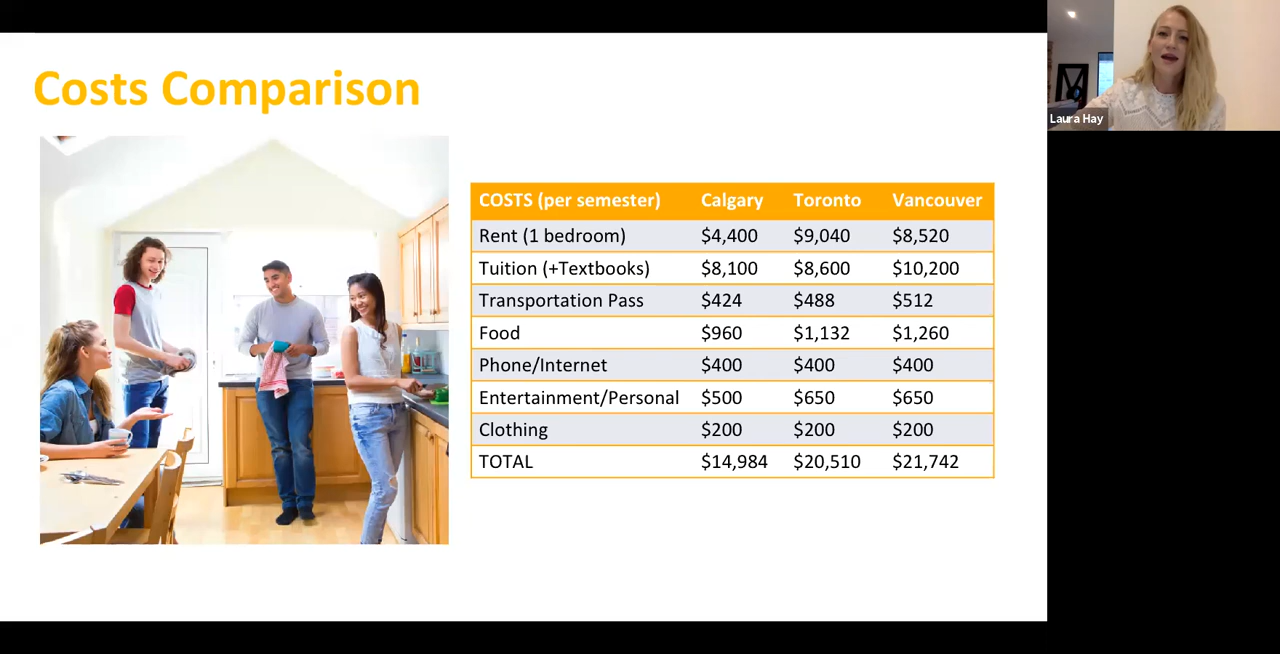 Costs Comparison
Laura Hay
COSTS (per semester) Calgary Toronto Vancouver
Rent (1 bedroom) $4,400 $9,040 $8,520
Tuition (+Textbooks) $8,100 $8,600 $10,200
Transportation Pass $424 $488 $512
Food $960 $1,132 $1,260
Phone/Internet $400 $400 $400
Entertainment/Personal $500 $650 $650
Clothing $200 $200 $200
TOTAL $14,984 $20,510 $21,742